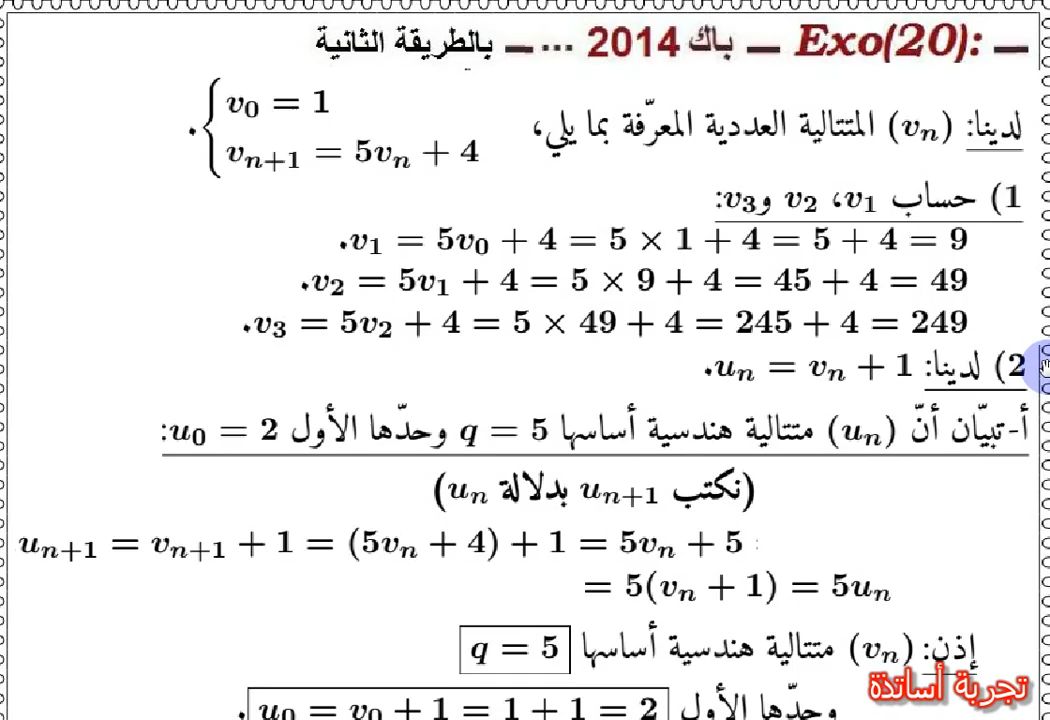 Exo(20): — باك 2014 ... — بالطريقة الثانية
لدينا: (vₙ) المتتالية العددية المعرّفة بما يلي، { v₀ = 1
vₙ₊₁ = 5vₙ + 4 .
1) حساب v₁، v₂ وv₃:
v₁ = 5v₀ + 4 = 5 × 1 + 4 = 5 + 4 = 9.
v₂ = 5v₁ + 4 = 5 × 9 + 4 = 45 + 4 = 49.
v₃ = 5v₂ + 4 = 5 × 49 + 4 = 245 + 4 = 249.
2) لدينا: uₙ = vₙ + 1.
أ-تبيّان أنّ (uₙ) متتالية هندسية أساسها q = 5 وحدّها الأول u₀ = 2:
(نكتب uₙ₊₁ بدلالة uₙ)
uₙ₊₁ = vₙ₊₁ + 1 = (5vₙ + 4) + 1 = 5vₙ + 5
= 5(vₙ + 1) = 5uₙ
إذن: (vₙ) متتالية هندسية أساسها q = 5
تجربة أساتذة
وحدّها الأول u₀ = v₀ + 1 = 1 + 1 = 2.